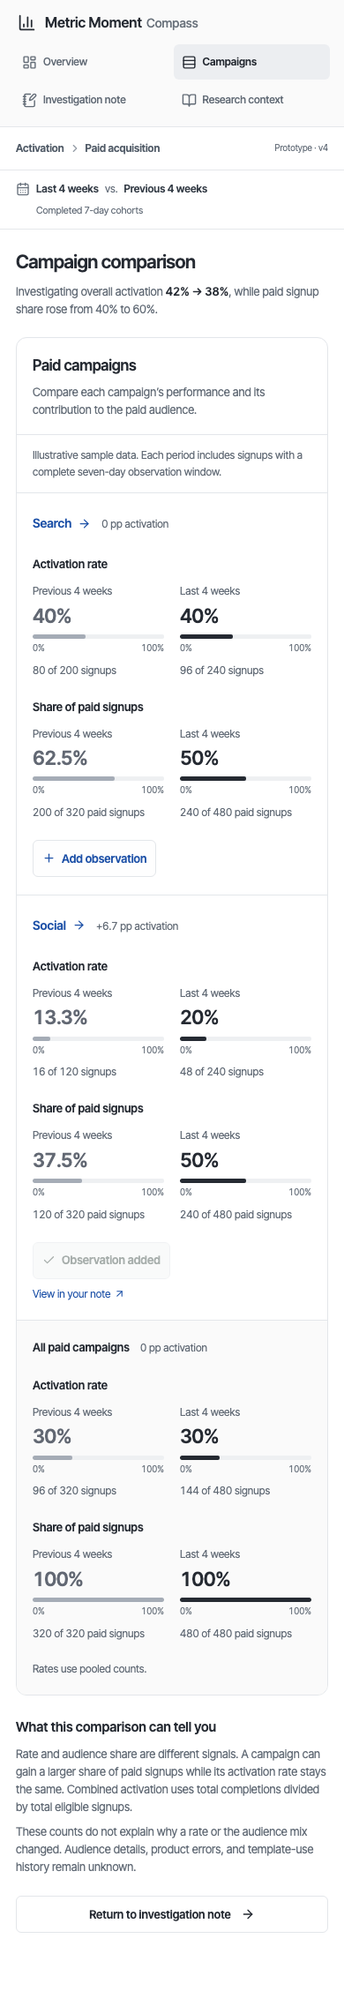 Metric Moment Compass
Overview
Campaigns
Investigation note
Research context
Activation > Paid acquisition
Prototype · v4
Last 4 weeks vs. Previous 4 weeks
Completed 7-day cohorts
Campaign comparison
Investigating overall activation 42% → 38%, while paid signup
share rose from 40% to 60%.
Paid campaigns
Compare each campaign's performance and its
contribution to the paid audience.
Illustrative sample data. Each period includes signups with a
complete seven-day observation window.
Search → 0 pp activation
Activation rate
Previous 4 weeks
Last 4 weeks
40%
40%
0% 100%
0% 100%
80 of 200 signups
96 of 240 signups
Share of paid signups
Previous 4 weeks
Last 4 weeks
62.5%
50%
0% 100%
0% 100%
200 of 320 paid signups
240 of 480 paid signups
+ Add observation
Social → +6.7 pp activation
Activation rate
Previous 4 weeks
Last 4 weeks
13.3%
20%
0% 100%
0% 100%
16 of 120 signups
48 of 240 signups
Share of paid signups
Previous 4 weeks
Last 4 weeks
37.5%
50%
0% 100%
0% 100%
120 of 320 paid signups
240 of 480 paid signups
✓ Observation added
View in your note ↗
All paid campaigns 0 pp activation
Activation rate
Previous 4 weeks
Last 4 weeks
30%
30%
0% 100%
0% 100%
96 of 320 signups
144 of 480 signups
Share of paid signups
Previous 4 weeks
Last 4 weeks
100%
100%
0% 100%
0% 100%
320 of 320 paid signups
480 of 480 paid signups
Rates use pooled counts.
What this comparison can tell you
Rate and audience share are different signals. A campaign can
gain a larger share of paid signups while its activation rate stays
the same. Combined activation uses total completions divided
by total eligible signups.
These counts do not explain why a rate or the audience mix
changed. Audience details, product errors, and template-use
history remain unknown.
Return to investigation note →